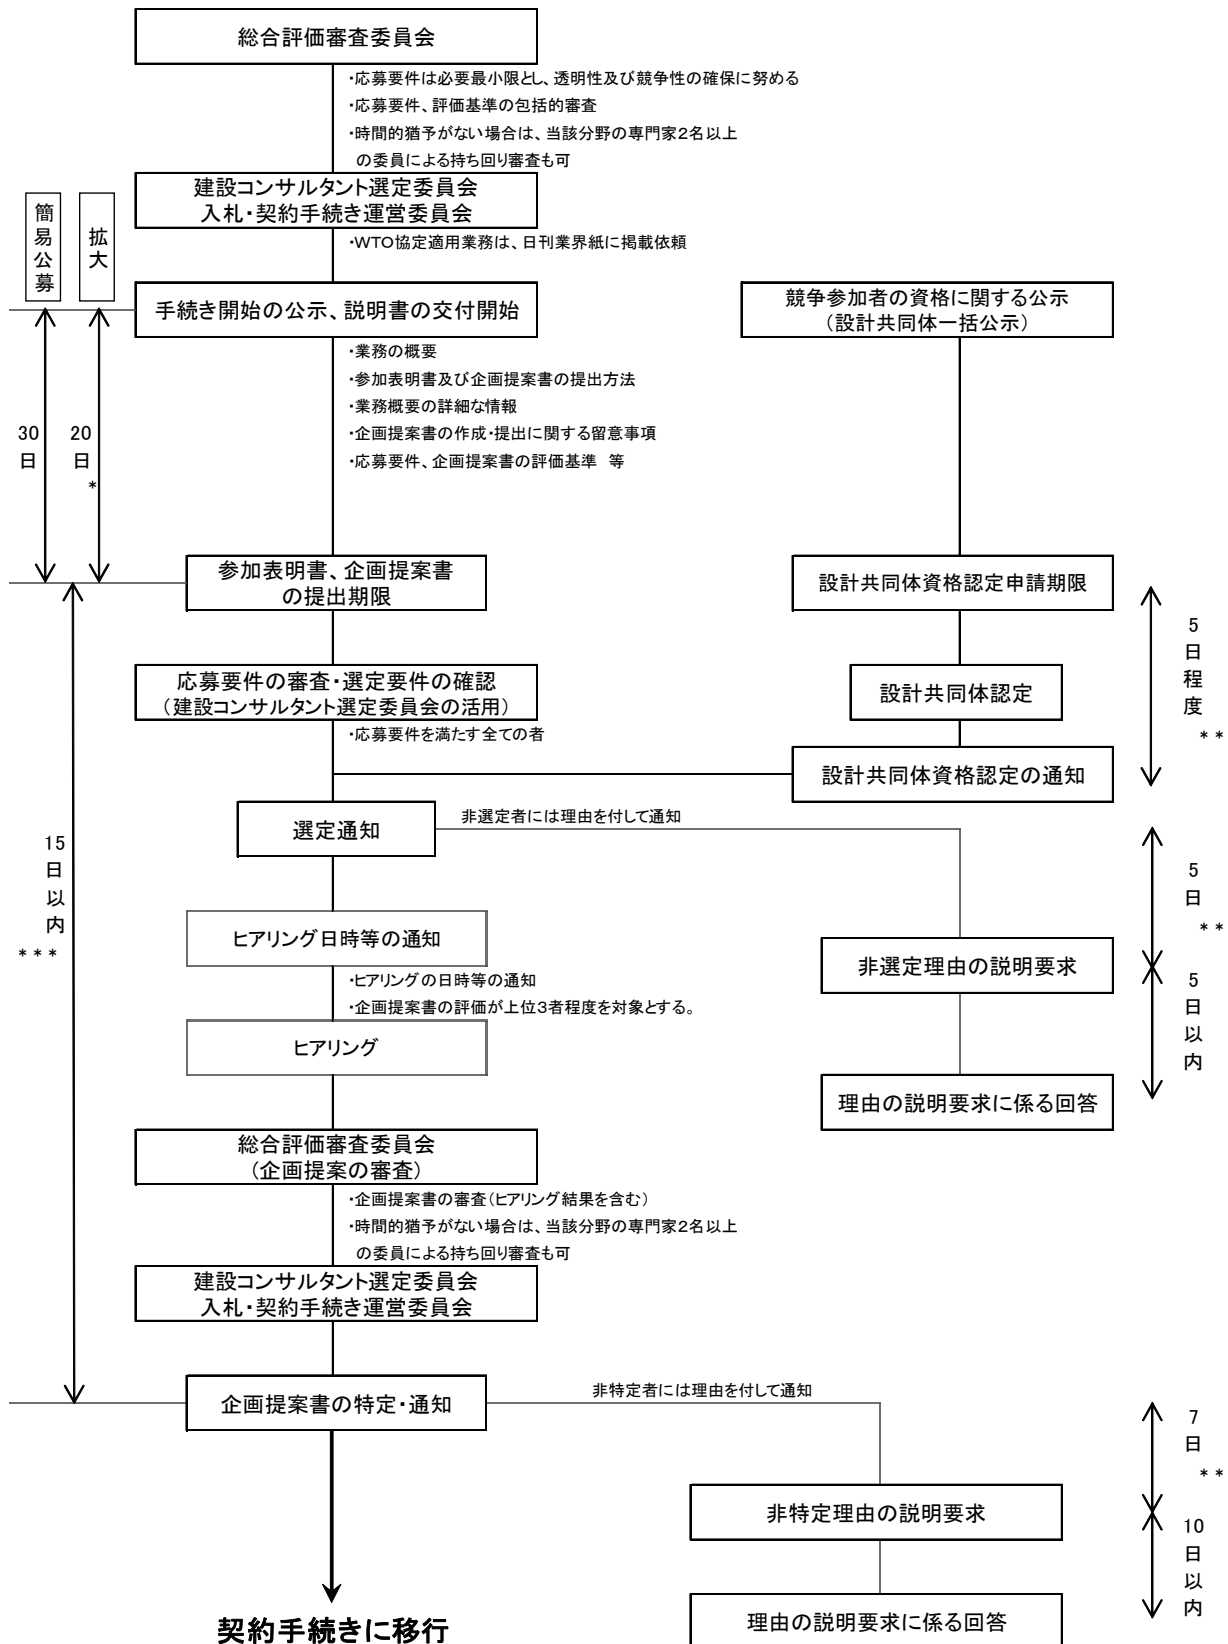 総合評価審査委員会
・応募要件は必要最小限とし、透明性及び競争性の確保に努める
・応募要件、評価基準の包括的審査
・時間的猶予がない場合は、当該分野の専門家２名以上
の委員による持ち回り審査も可
建設コンサルタント選定委員会
入札・契約手続き運営委員会
・WTO協定適用業務は、日刊業界紙に掲載依頼
簡易公募
拡大
手続き開始の公示、説明書の交付開始
競争参加者の資格に関する公示
（設計共同体一括公示）
・業務の概要
・参加表明書及び企画提案書の提出方法
・業務概要の詳細な情報
・企画提案書の作成・提出に関する留意事項
・応募要件、企画提案書の評価基準　等
30日
20日*
参加表明書、企画提案書
の提出期限
設計共同体資格認定申請期限
5日程度**
応募要件の審査・選定要件の確認
（建設コンサルタント選定委員会の活用）
・応募要件を満たす全ての者
設計共同体認定
設計共同体資格認定の通知
選定通知
非選定者には理由を付して通知
15日以内***
5日**
ヒアリング日時等の通知
・ヒアリングの日時等の通知
・企画提案書の評価が上位３者程度を対象とする。
非選定理由の説明要求
5日以内
ヒアリング
理由の説明要求に係る回答
総合評価審査委員会
（企画提案の審査）
・企画提案書の審査（ヒアリング結果を含む）
・時間的猶予がない場合は、当該分野の専門家２名以上
の委員による持ち回り審査も可
建設コンサルタント選定委員会
入札・契約手続き運営委員会
企画提案書の特定・通知
非特定者には理由を付して通知
7日**
非特定理由の説明要求
10日以内
理由の説明要求に係る回答
契約手続きに移行